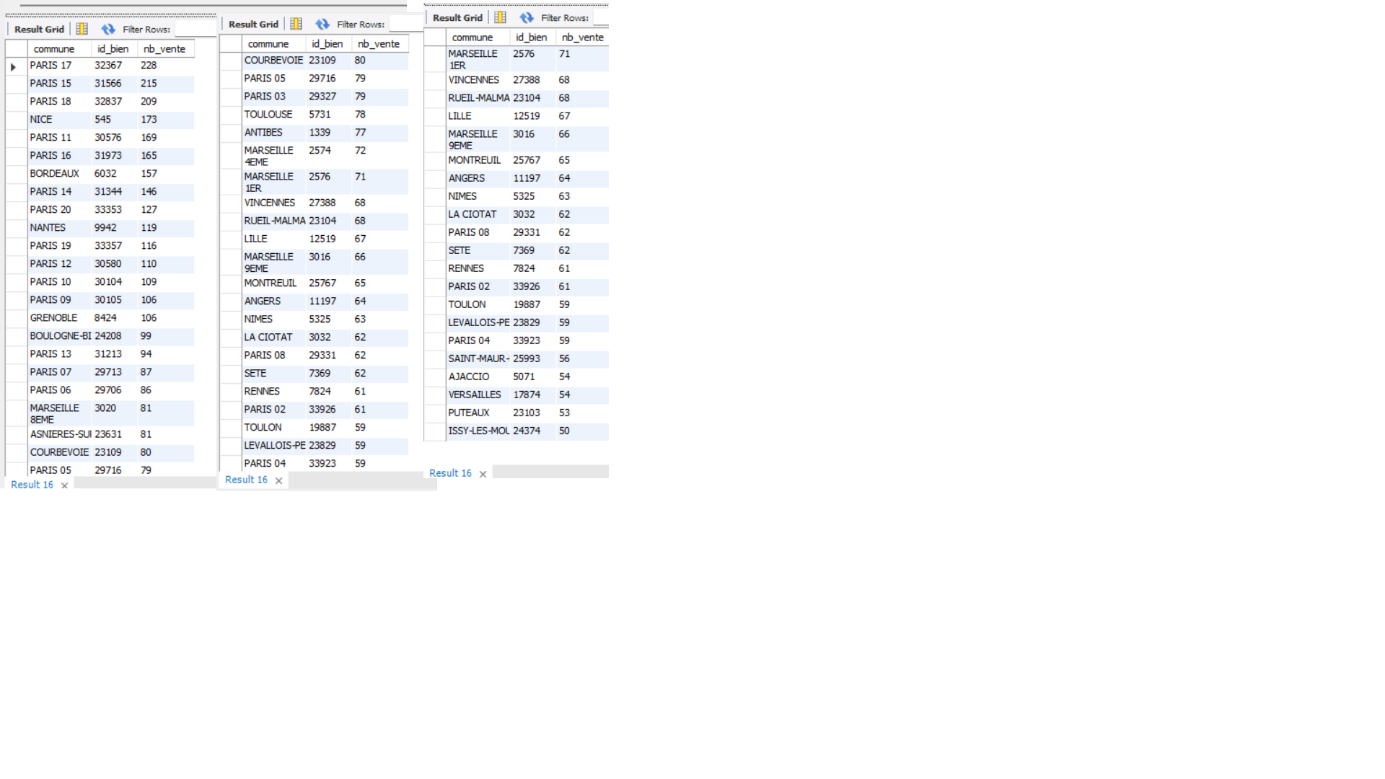 Result Grid Filter Rows:
commune id_bien nb_vente
PARIS 17 32367 228
PARIS 15 31566 215
PARIS 18 32837 209
NICE 545 173
PARIS 11 30576 169
PARIS 16 31973 165
BORDEAUX 6032 157
PARIS 14 31344 146
PARIS 20 33353 127
NANTES 9942 119
PARIS 19 33357 116
PARIS 12 30580 110
PARIS 10 30104 109
PARIS 09 30105 106
GRENOBLE 8424 106
BOULOGNE-BI 24208 99
PARIS 13 31213 94
PARIS 07 29713 87
PARIS 06 29706 86
MARSEILLE 3020 81
8EME
ASNIERES-SUI 23631 81
COURBEVOIE 23109 80
PARIS 05 29716 79
Result 16
Result Grid Filter Rows:
commune id_bien nb_vente
COURBEVOIE 23109 80
PARIS 05 29716 79
PARIS 03 29327 79
TOULOUSE 5731 78
ANTIBES 1339 77
MARSEILLE 2574 72
4EME
MARSEILLE 2576 71
1ER
VINCENNES 27388 68
RUEIL-MALMA 23104 68
LILLE 12519 67
MARSEILLE 3016 66
9EME
MONTREUIL 25767 65
ANGERS 11197 64
NIMES 5325 63
LA CIOTAT 3032 62
PARIS 08 29331 62
SETE 7369 62
RENNES 7824 61
PARIS 02 33926 61
TOULON 19887 59
LEVALLOIS-PE 23829 59
PARIS 04 33923 59
Result 16
Result Grid Filter Rows:
commune id_bien nb_vente
MARSEILLE 2576 71
1ER
VINCENNES 27388 68
RUEIL-MALMA 23104 68
LILLE 12519 67
MARSEILLE 3016 66
9EME
MONTREUIL 25767 65
ANGERS 11197 64
NIMES 5325 63
LA CIOTAT 3032 62
PARIS 08 29331 62
SETE 7369 62
RENNES 7824 61
PARIS 02 33926 61
TOULON 19887 59
LEVALLOIS-PE 23829 59
PARIS 04 33923 59
SAINT-MAUR- 25993 56
AJACCIO 5071 54
VERSAILLES 17874 54
PUTEAUX 23103 53
ISSY-LES-MOU 24374 50
Result 16